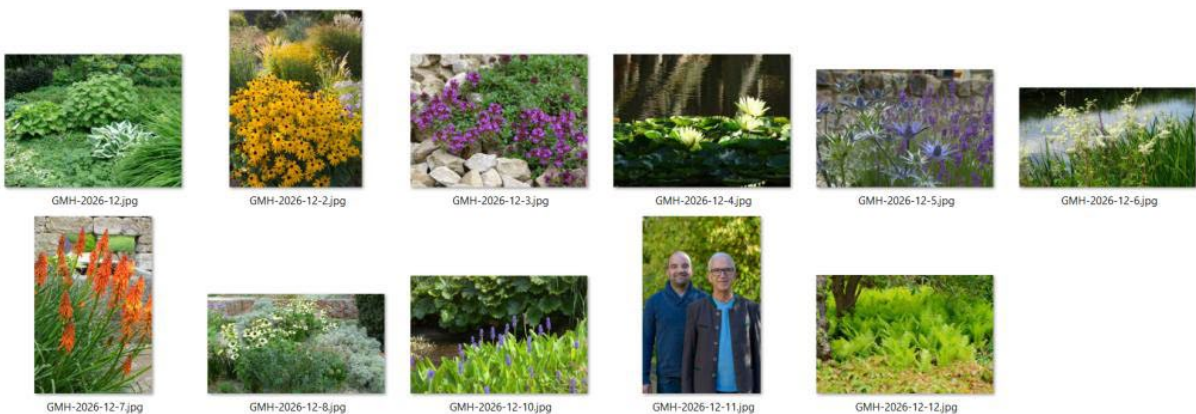 GMH-2026-12.jpg
GMH-2026-12-2.jpg
GMH-2026-12-3.jpg
GMH-2026-12-4.jpg
GMH-2026-12-5.jpg
GMH-2026-12-6.jpg
GMH-2026-12-7.jpg
GMH-2026-12-8.jpg
GMH-2026-12-10.jpg
GMH-2026-12-11.jpg
GMH-2026-12-12.jpg